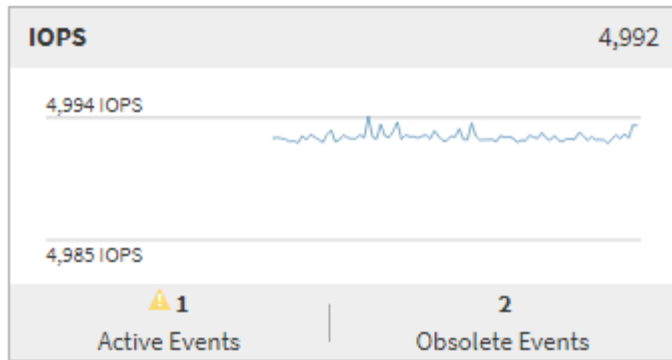 IOPS 4,992
4,994 IOPS
4,985 IOPS
1 2
Active Events Obsolete Events